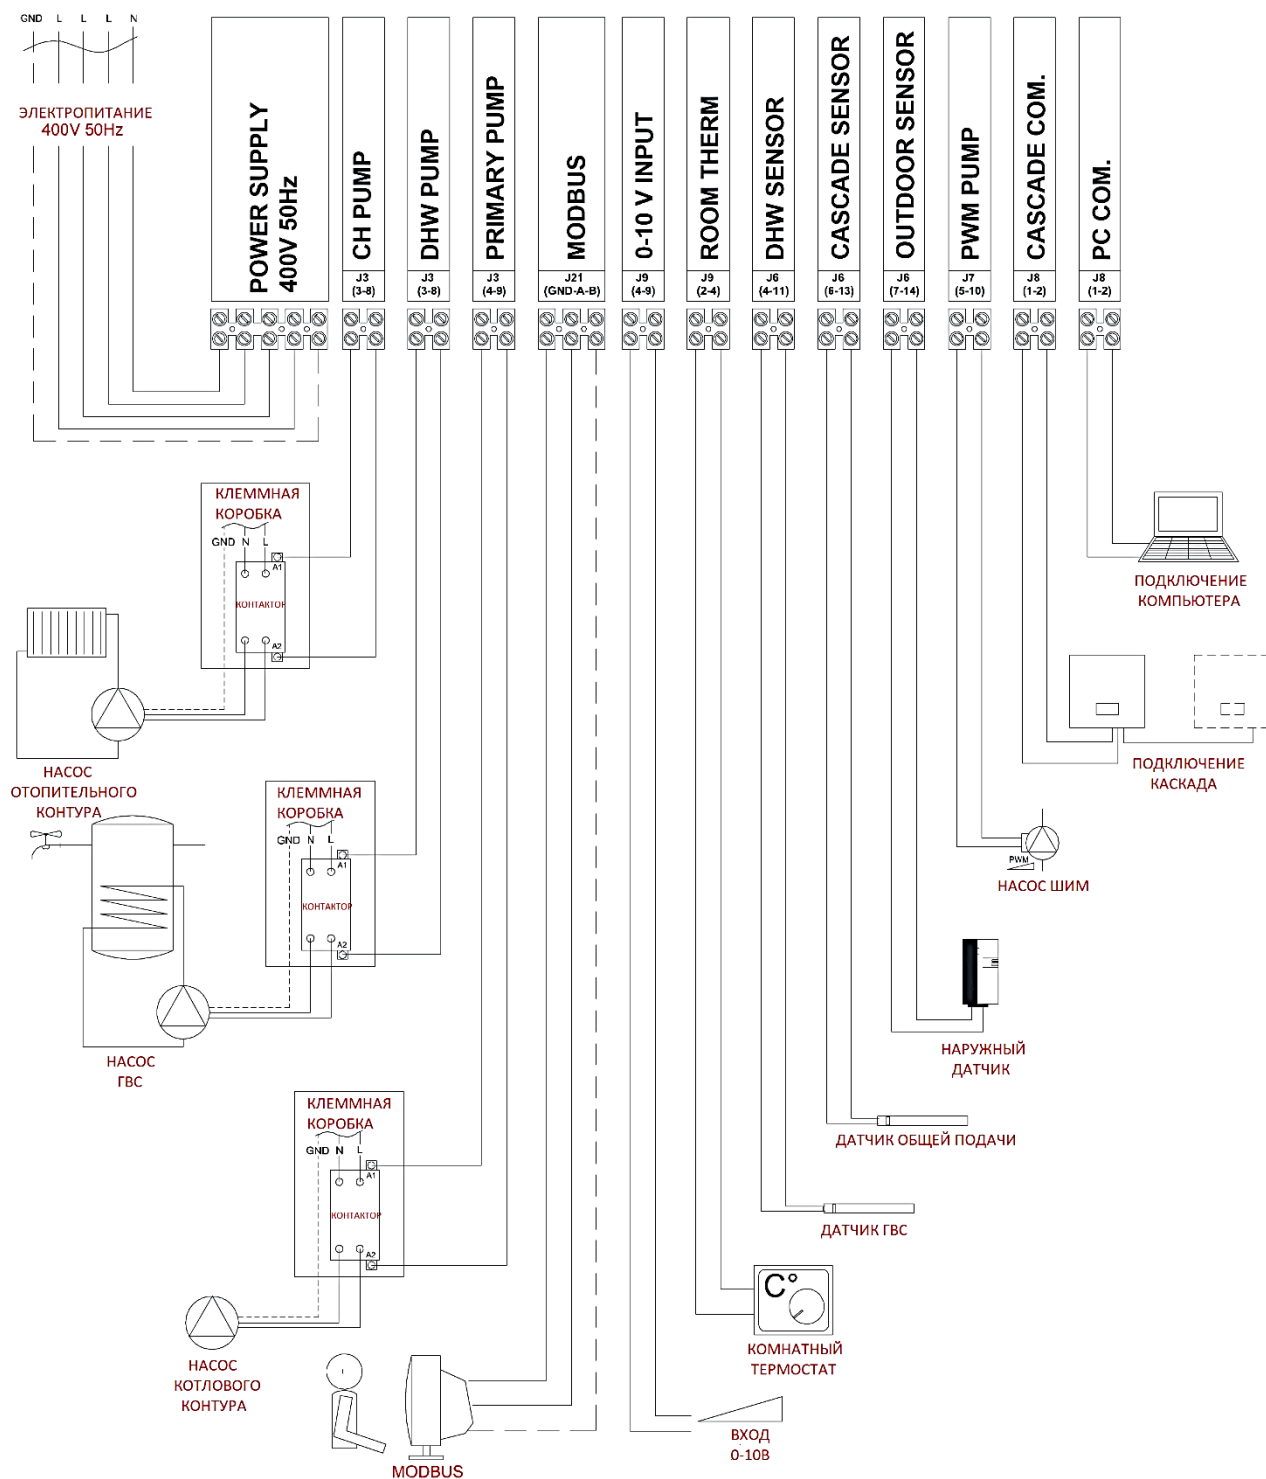 GND L L L N
ЭЛЕКТРОПИТАНИЕ
400V 50Hz
POWER SUPPLY
400V 50Hz
CH PUMP
J3
(3-8)
DHW PUMP
J3
(3-8)
PRIMARY PUMP
J3
(4-9)
MODBUS
J21
(GND-A-B)
0-10 V INPUT
J9
(4-9)
ROOM THERM
J9
(2-4)
DHW SENSOR
J6
(4-11)
CASCADE SENSOR
J6
(6-13)
OUTDOOR SENSOR
J6
(7-14)
PWM PUMP
J7
(5-10)
CASCADE COM.
J8
(1-2)
PC COM.
J8
(1-2)
КЛЕММНАЯ
КОРОБКА
GND N L
A1
КОНТАКТОР
A2
НАСОС
ОТОПИТЕЛЬНОГО
КОНТУРА
ПОДКЛЮЧЕНИЕ
КОМПЬЮТЕРА
ПОДКЛЮЧЕНИЕ
КАСКАДА
КЛЕММНАЯ
КОРОБКА
GND N L
A1
КОНТАКТОР
A2
НАСОС
ГВС
PWM
НАСОС ШИМ
НАРУЖНЫЙ
ДАТЧИК
КЛЕММНАЯ
КОРОБКА
GND N L
A1
КОНТАКТОР
A2
НАСОС
КОТЛОВОГО
КОНТУРА
ДАТЧИК ОБЩЕЙ ПОДАЧИ
ДАТЧИК ГВС
C°
КОМНАТНЫЙ
ТЕРМОСТАТ
ВХОД
0-10В
MODBUS